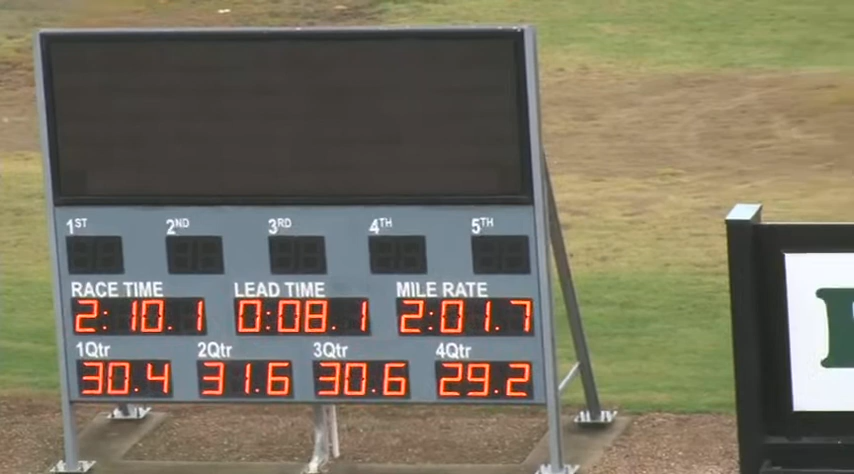 1ST 2ND 3RD 4TH 5TH
RACE TIME LEAD TIME MILE RATE
2:10.1 0:08.1 2:01.7
1Qtr 2Qtr 3Qtr 4Qtr
30.4 31.6 30.6 29.2